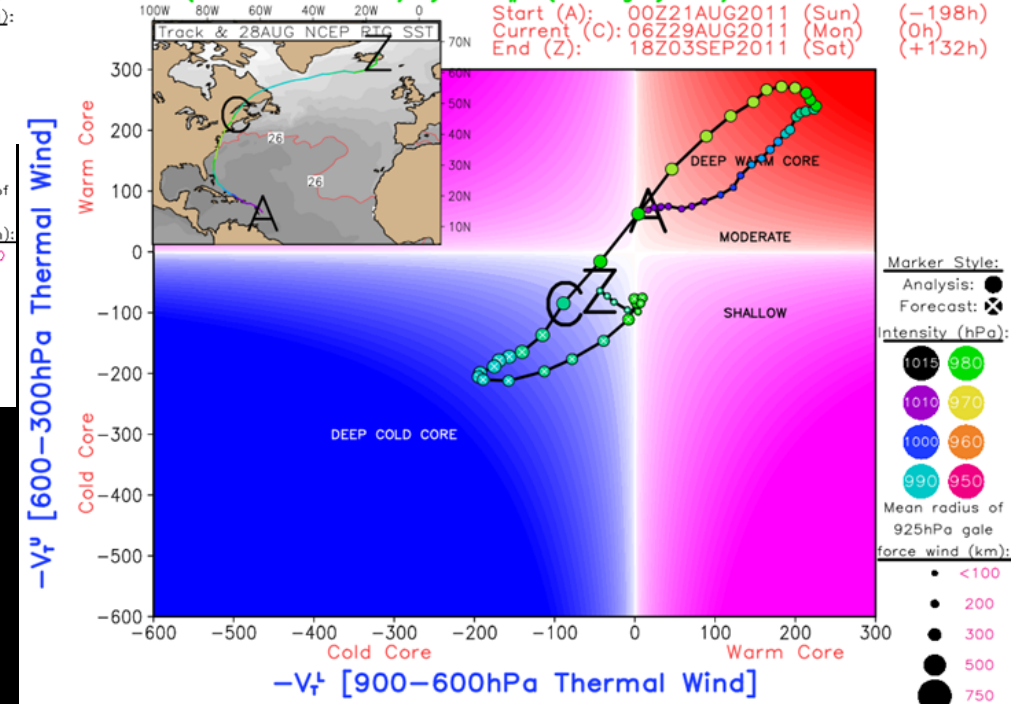 ):
Start (A): 00Z21AUG2011 (Sun) (−198h)
Current (C): 06Z29AUG2011 (Mon) (0h)
End (Z): 18Z03SEP2011 (Sat) (+132h)
100W 80W 60W 40W 20W 0
Track & 28AUG NCEP RTG SST
70N
60N
50N
40N
30N
20N
10N
26
26
C
Z
A
300
200
100
0
−100
−200
−300
−400
−500
−600
−V_T^U [600−300hPa Thermal Wind]
Warm Core
Cold Core
DEEP WARM CORE
A
MODERATE
C
Z
SHALLOW
DEEP COLD CORE
−600 −500 −400 −300 −200 −100 0 100 200 300
Cold Core Warm Core
−V_T^L [900−600hPa Thermal Wind]
Marker Style:
Analysis:
Forecast:
Intensity (hPa):
1015 980
1010 970
1000 960
990 950
Mean radius of
925hPa gale
force wind (km):
<100
200
300
500
750